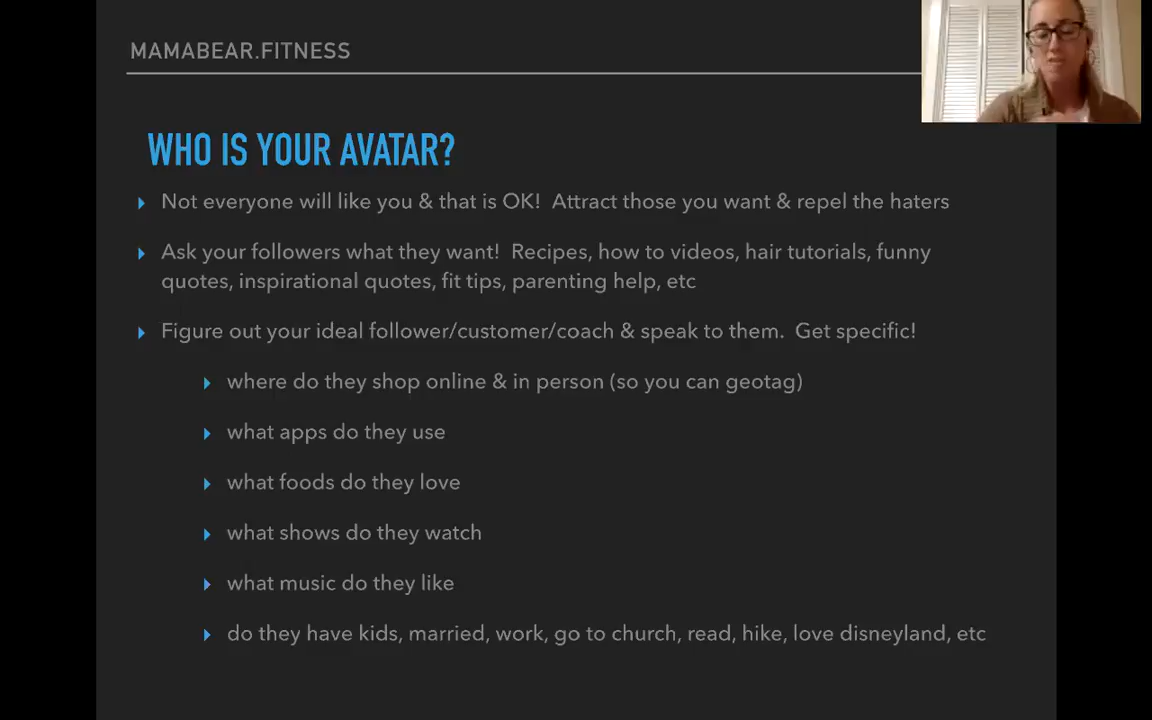 MAMABEAR.FITNESS
WHO IS YOUR AVATAR?
Not everyone will like you & that is OK! Attract those you want & repel the haters
Ask your followers what they want! Recipes, how to videos, hair tutorials, funny
quotes, inspirational quotes, fit tips, parenting help, etc
Figure out your ideal follower/customer/coach & speak to them. Get specific!
where do they shop online & in person (so you can geotag)
what apps do they use
what foods do they love
what shows do they watch
what music do they like
do they have kids, married, work, go to church, read, hike, love disneyland, etc